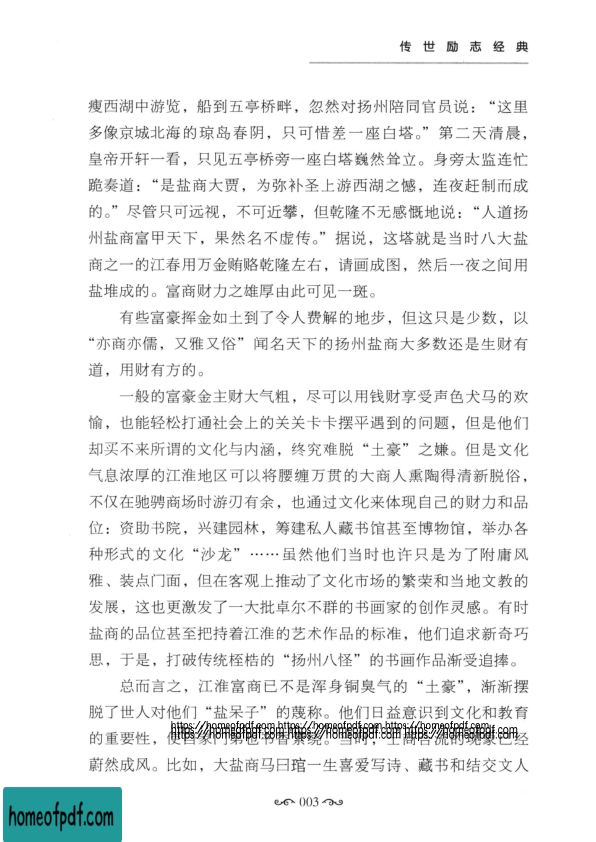 传世励志经典
瘦西湖中游览，船到五亭桥畔，忽然对扬州陪同官员说：“这里
多像京城北海的琼岛春阴，只可惜差一座白塔。”第二天清晨，
皇帝开轩一看，只见五亭桥旁一座白塔巍然耸立。身旁太监连忙
跪奏道：“是盐商大贾，为弥补圣上游西湖之憾，连夜赶制而成
的。”尽管只可远视，不可近攀，但乾隆不无感慨地说：“人道扬
州盐商富甲天下，果然名不虚传。”据说，这塔就是当时八大盐
商之一的江春用万金贿赂乾隆左右，请画成图，然后一夜之间用
盐堆成的。富商财力之雄厚由此可见一斑。
有些富豪挥金如土到了令人费解的地步，但这只是少数，以
“亦商亦儒，又雅又俗”闻名天下的扬州盐商大多数还是生财有
道，用财有方的。
一般的富豪金主财大气粗，尽可以用钱财享受声色犬马的欢
愉，也能轻松打通社会上的关关卡卡摆平遇到的问题，但是他们
却买不来所谓的文化与内涵，终究难脱“土豪”之嫌。但是文化
气息浓厚的江淮地区可以将腰缠万贯的大商人熏陶得清新脱俗，
不仅在驰骋商场时游刃有余，也通过文化来体现自己的财力和品
位：资助书院，兴建园林，筹建私人藏书馆甚至博物馆，举办各
种形式的文化“沙龙”……虽然他们当时也许只是为了附庸风
雅、装点门面，但在客观上推动了文化市场的繁荣和当地文教的
发展，这也更激发了一大批卓尔不群的书画家的创作灵感。有时
盐商的品位甚至把持着江淮的艺术作品的标准，他们追求新奇巧
思，于是，打破传统桎梏的“扬州八怪”的书画作品渐受追捧。
总而言之，江淮富商已不是浑身铜臭气的“土豪”，渐渐摆
脱了世人对他们“盐呆子”的蔑称。他们日益意识到文化和教育
https://homeofpdf.com https://homeofpdf.com https://homeofpdf.com
的重要性，使自家门第也书香萦绕。当时，士商合流的现象已经
蔚然成风。比如，大盐商马曰琯一生喜爱写诗、藏书和结交文人
003
homeofpdf.com